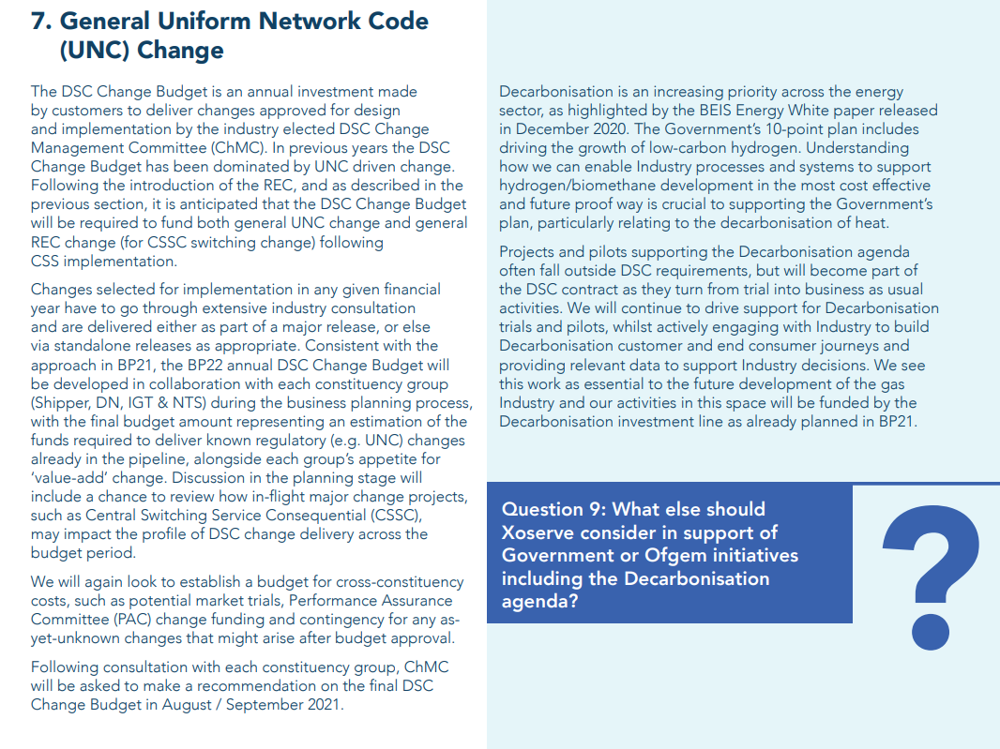 7. General Uniform Network Code
(UNC) Change
The DSC Change Budget is an annual investment made
by customers to deliver changes approved for design
and implementation by the industry elected DSC Change
Management Committee (ChMC). In previous years the DSC
Change Budget has been dominated by UNC driven change.
Following the introduction of the REC, and as described in the
previous section, it is anticipated that the DSC Change Budget
will be required to fund both general UNC change and general
REC change (for CSSC switching change) following
CSS implementation.
Changes selected for implementation in any given financial
year have to go through extensive industry consultation
and are delivered either as part of a major release, or else
via standalone releases as appropriate. Consistent with the
approach in BP21, the BP22 annual DSC Change Budget will
be developed in collaboration with each constituency group
(Shipper, DN, IGT & NTS) during the business planning process,
with the final budget amount representing an estimation of the
funds required to deliver known regulatory (e.g. UNC) changes
already in the pipeline, alongside each group's appetite for
'value-add' change. Discussion in the planning stage will
include a chance to review how in-flight major change projects,
such as Central Switching Service Consequential (CSSC),
may impact the profile of DSC change delivery across the
budget period.
We will again look to establish a budget for cross-constituency
costs, such as potential market trials, Performance Assurance
Committee (PAC) change funding and contingency for any as-
yet-unknown changes that might arise after budget approval.
Following consultation with each constituency group, ChMC
will be asked to make a recommendation on the final DSC
Change Budget in August / September 2021.
Decarbonisation is an increasing priority across the energy
sector, as highlighted by the BEIS Energy White paper released
in December 2020. The Government's 10-point plan includes
driving the growth of low-carbon hydrogen. Understanding
how we can enable Industry processes and systems to support
hydrogen/biomethane development in the most cost effective
and future proof way is crucial to supporting the Government's
plan, particularly relating to the decarbonisation of heat.
Projects and pilots supporting the Decarbonisation agenda
often fall outside DSC requirements, but will become part of
the DSC contract as they turn from trial into business as usual
activities. We will continue to drive support for Decarbonisation
trials and pilots, whilst actively engaging with Industry to build
Decarbonisation customer and end consumer journeys and
providing relevant data to support Industry decisions. We see
this work as essential to the future development of the gas
Industry and our activities in this space will be funded by the
Decarbonisation investment line as already planned in BP21.
Question 9: What else should
Xoserve consider in support of
Government or Ofgem initiatives
including the Decarbonisation
agenda?
?